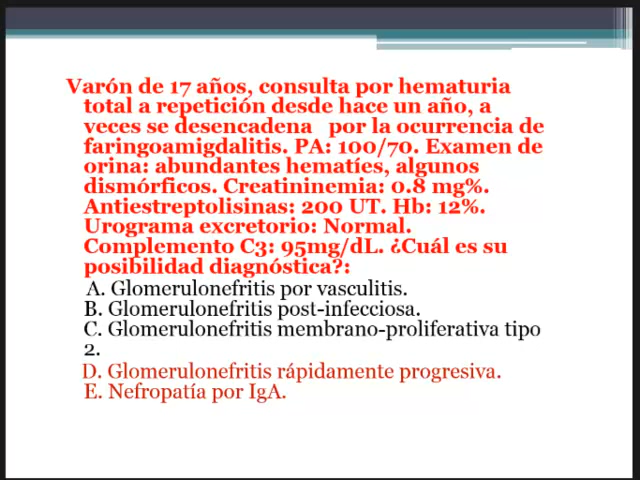 Varón de 17 años, consulta por hematuria
total a repetición desde hace un año, a
veces se desencadena por la ocurrencia de
faringoamigdalitis. PA: 100/70. Examen de
orina: abundantes hematíes, algunos
dismórficos. Creatininemia: 0.8 mg%.
Antiestreptolisinas: 200 UT. Hb: 12%.
Urograma excretorio: Normal.
Complemento C3: 95mg/dL. ¿Cuál es su
posibilidad diagnóstica?:
A. Glomerulonefritis por vasculitis.
B. Glomerulonefritis post-infecciosa.
C. Glomerulonefritis membrano-proliferativa tipo
2.
D. Glomerulonefritis rápidamente progresiva.
E. Nefropatía por IgA.